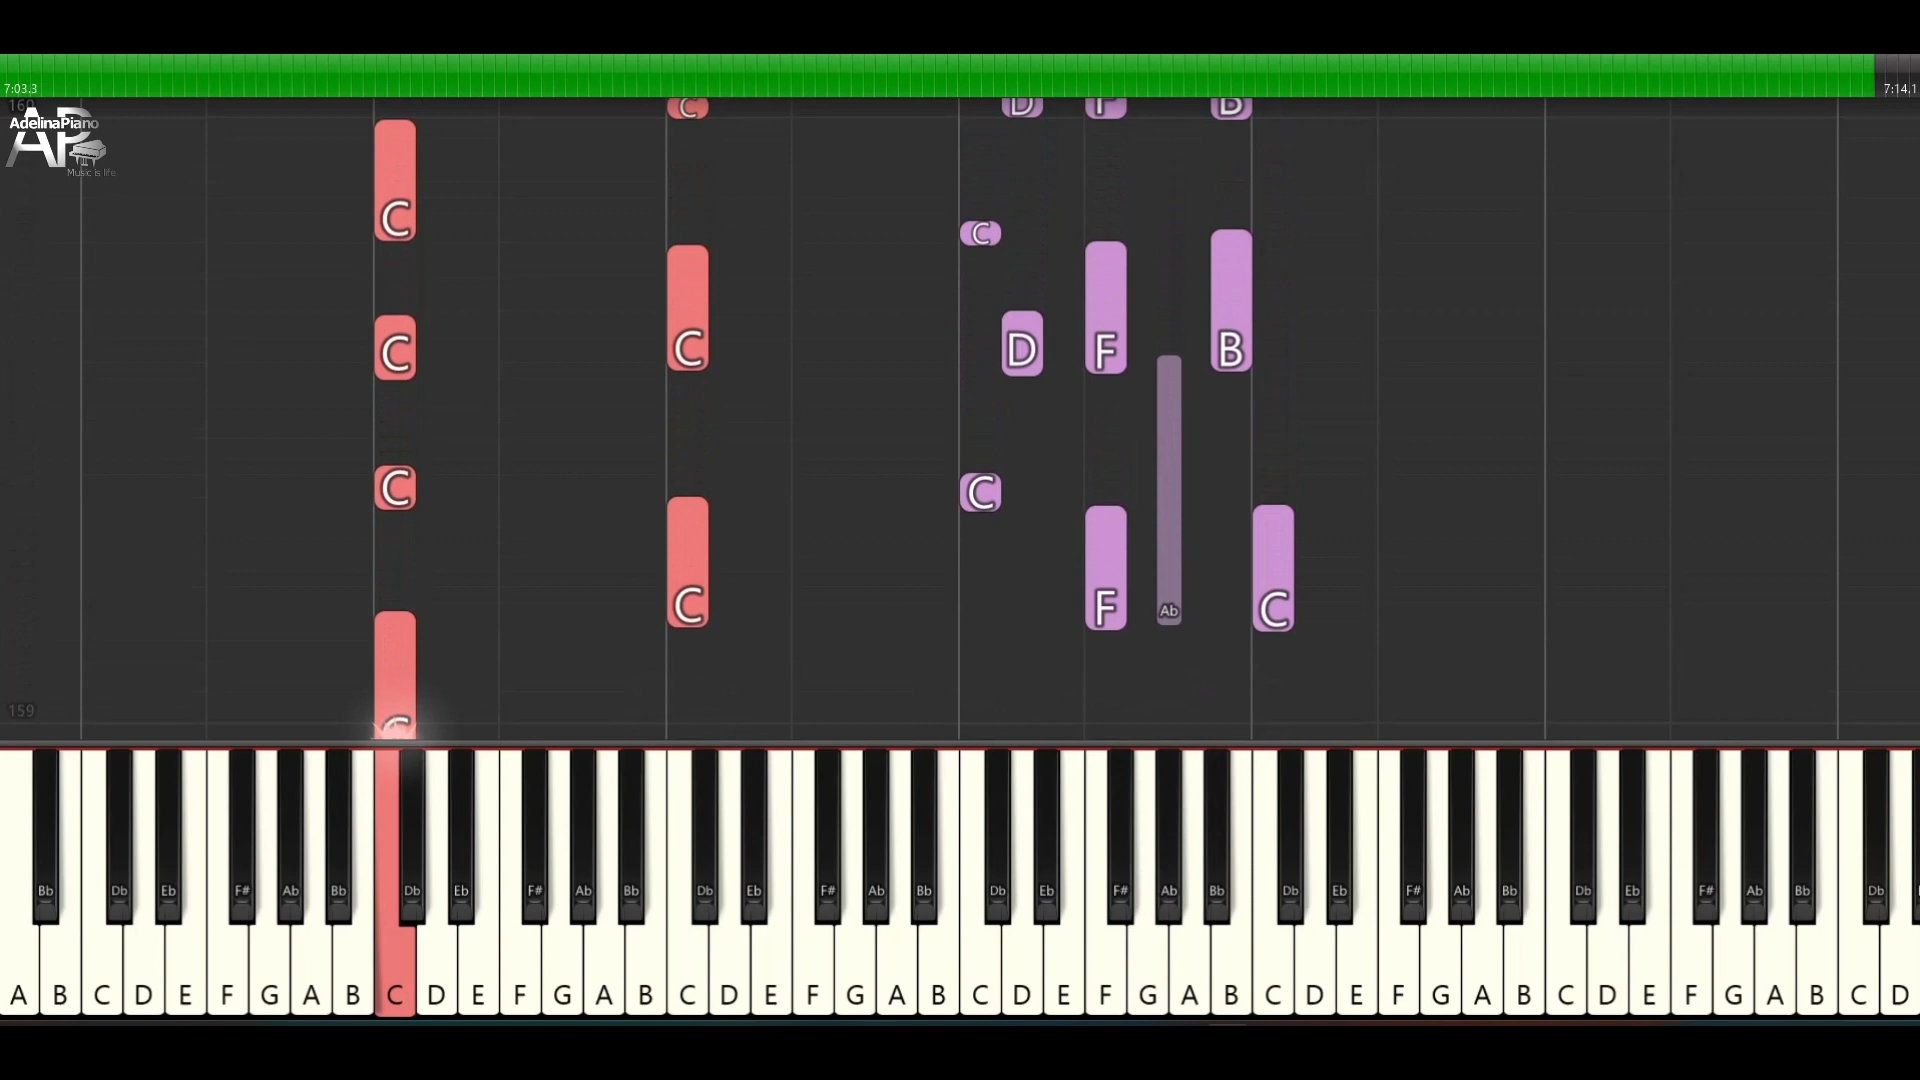 7:03.3
7:14.1
160
C D F B
AP
AdelinaPiano
Music is life
C
C
C C
C D F B
C C
C F Ab C
C
159
Bb Db Eb F# Ab Bb Db Eb F# Ab Bb Db Eb F# Ab Bb Db Eb F# Ab Bb Db Eb F# Ab Bb Db Eb F# Ab Bb Db
A B C D E F G A B C D E F G A B C D E F G A B C D E F G A B C D E F G A B C D E F G A B C D